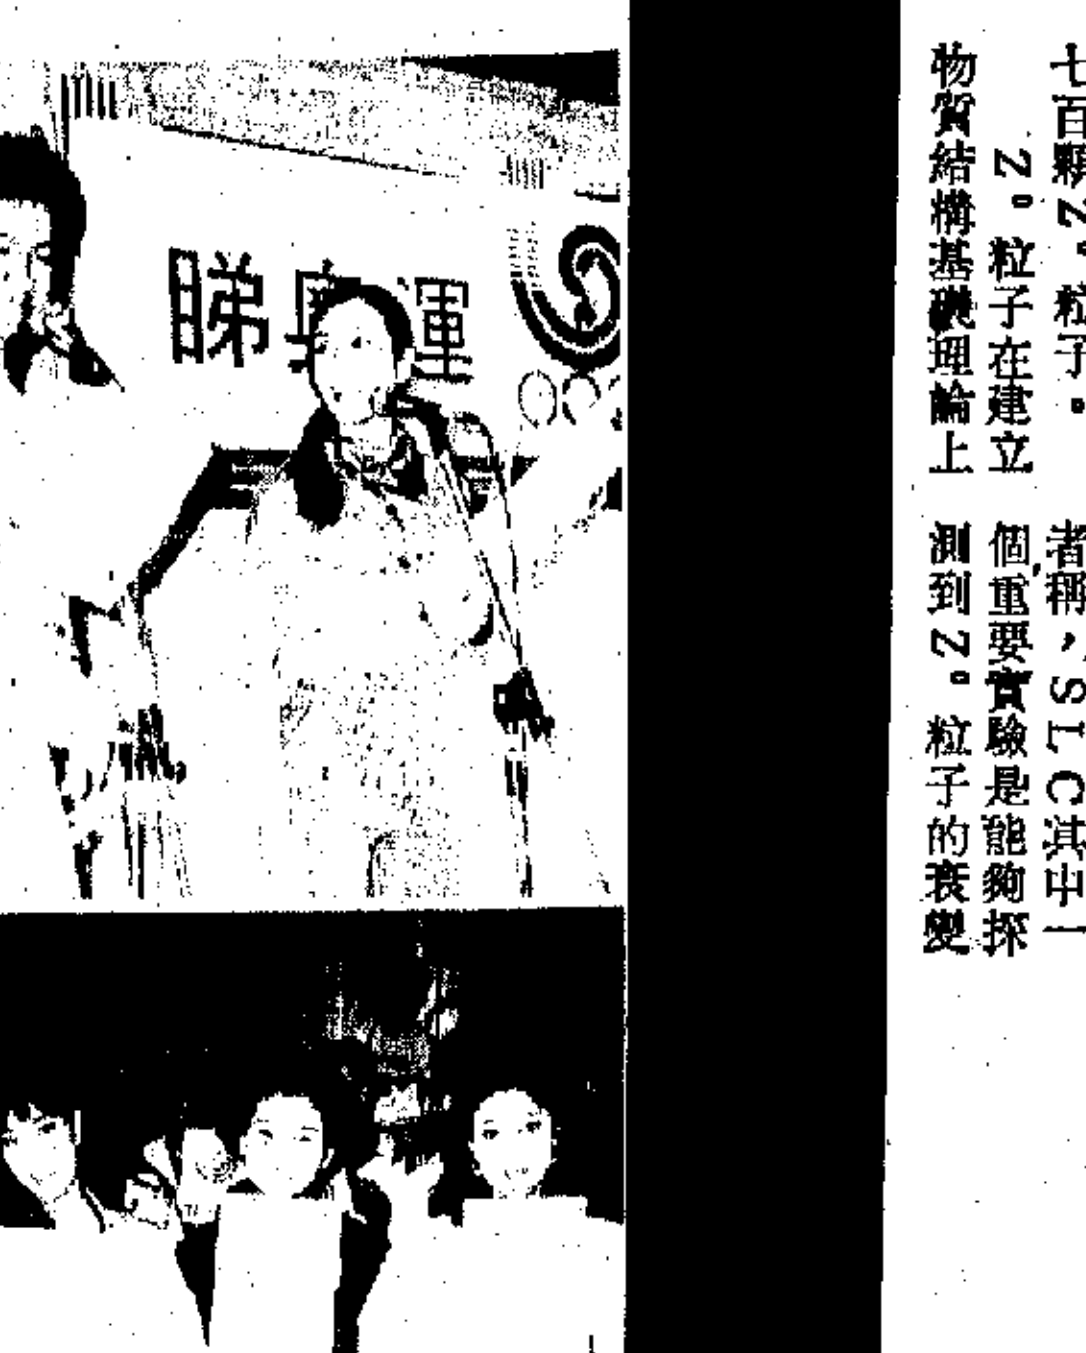 睇奧運
七百顆Z°粒子。
Z°粒子在建立
物質結構基礎理論上
者稱，SLC其中一
個重要實驗是能夠探
測到Z°粒子的衰變